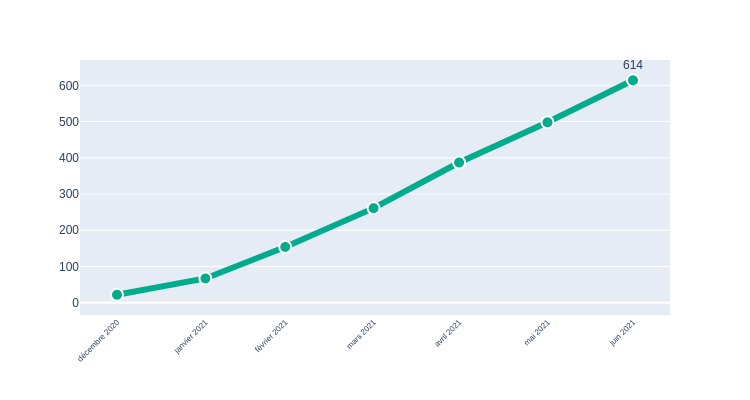 614
600
500
400
300
200
100
0
décembre 2020
janvier 2021
février 2021
mars 2021
avril 2021
mai 2021
juin 2021